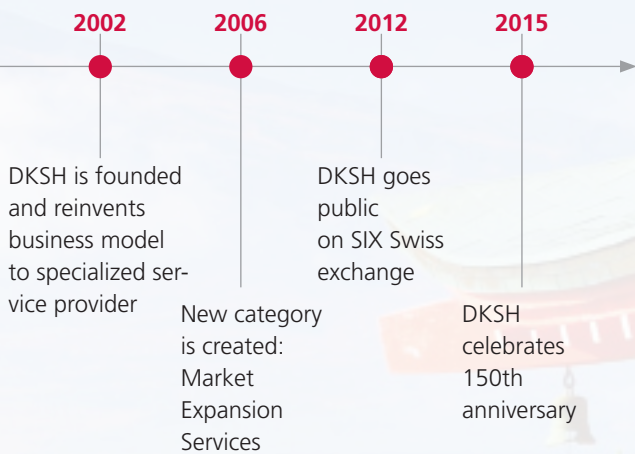 2002
2006
2012
2015
DKSH is founded
and reinvents
business model
to specialized ser-
vice provider
New category
is created:
Market
Expansion
Services
DKSH goes
public
on SIX Swiss
exchange
DKSH
celebrates
150th
anniversary